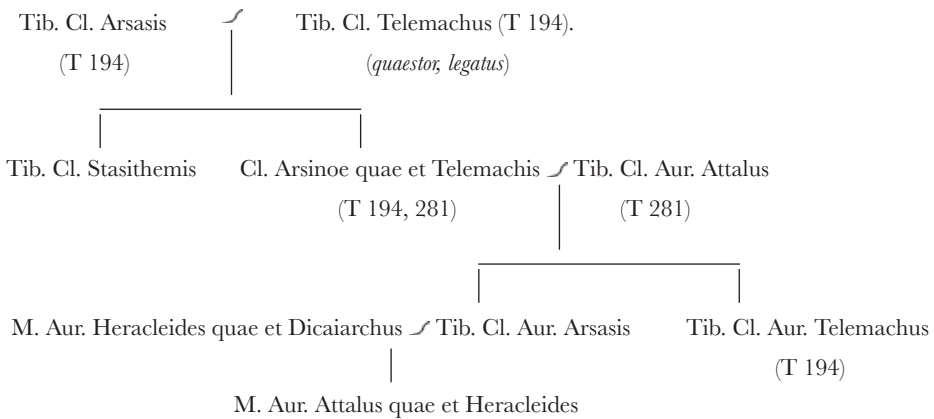 Tib. Cl. Arsasis Tib. Cl. Telemachus (T 194).
(T 194) (quaestor, legatus)
Tib. Cl. Stasithemis Cl. Arsinoe quae et Telemachis Tib. Cl. Aur. Attalus
(T 194, 281) (T 281)
M. Aur. Heracleides quae et Dicaiarchus Tib. Cl. Aur. Arsasis Tib. Cl. Aur. Telemachus
(T 194)
M. Aur. Attalus quae et Heracleides